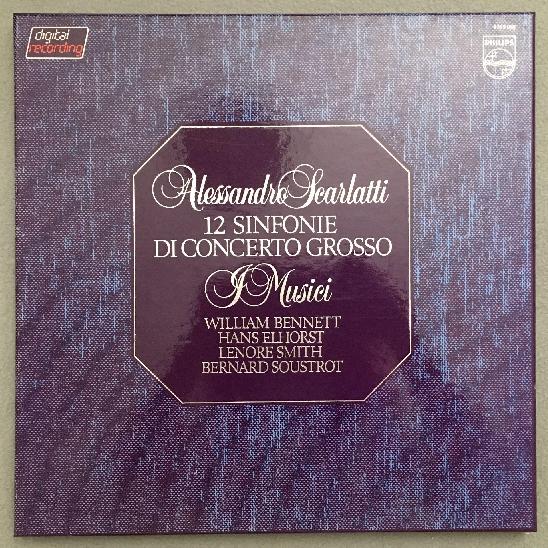 digital
recording
PHILIPS
Alessandro Scarlatti
12 SINFONIE
DI CONCERTO GROSSO
I Musici
WILLIAM BENNETT
HANS ELHORST
LENORE SMITH
BERNARD SOUSTROT